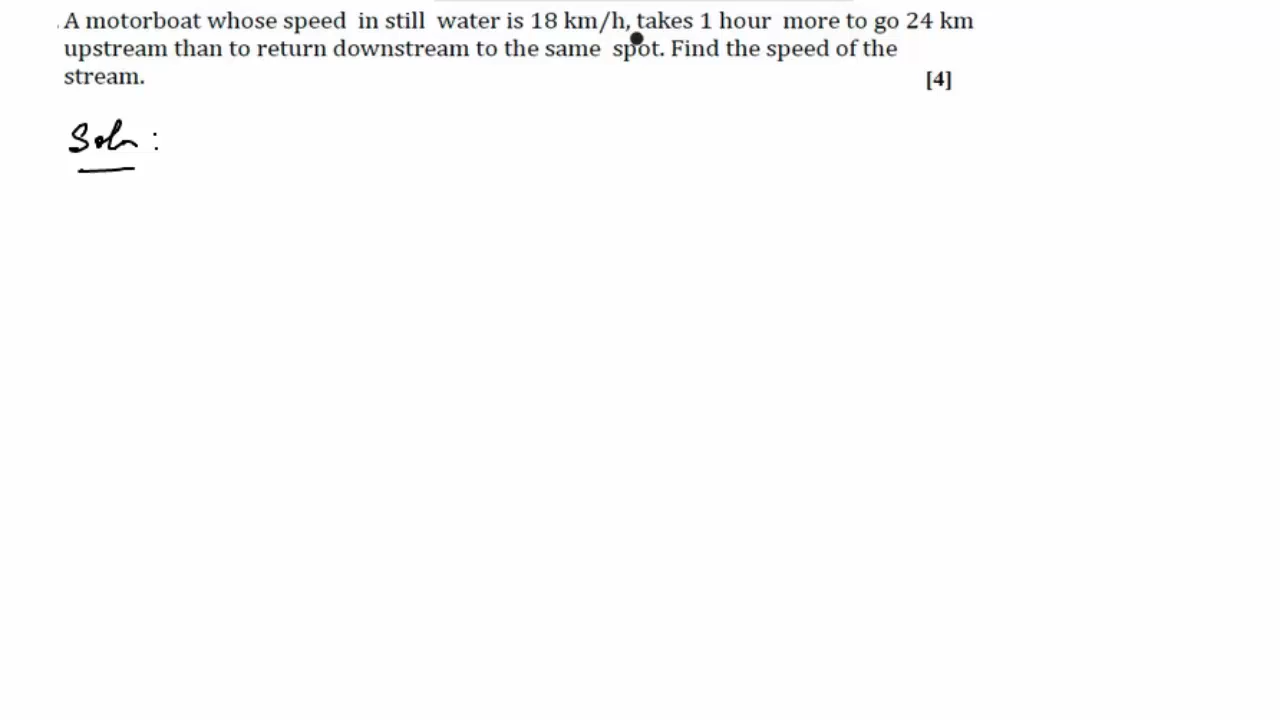 A motorboat whose speed in still water is 18 km/h, takes 1 hour more to go 24 km
upstream than to return downstream to the same spot. Find the speed of the
stream. [4]
Soln :